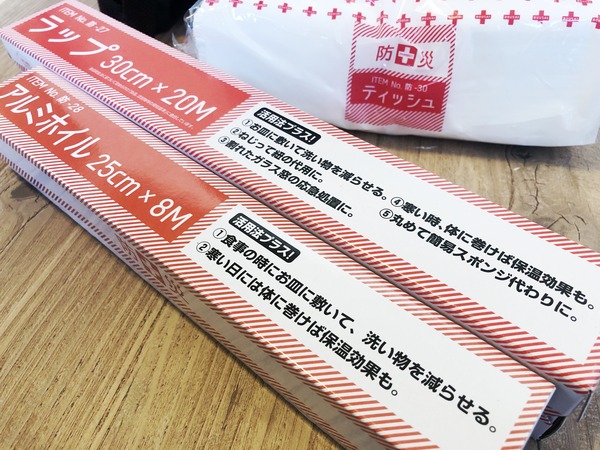 防災
ITEM No. 防-30
ティッシュ
ITEM No. 防-27
ラップ 30cm × 20M
活用法プラス!
①お皿に敷いて洗い物を減らせる。
②ねじって紐の代用に。
③割れたガラス窓の応急処置に。
④寒い時、体に巻けば保温効果も。
⑤丸めて簡易スポンジ代わりに。
ITEM No. 防-28
アルミホイル 25cm × 8M
活用法プラス!
①食事の時にお皿に敷いて、洗い物を減らせる。
②寒い日には体に巻けば保温効果も。